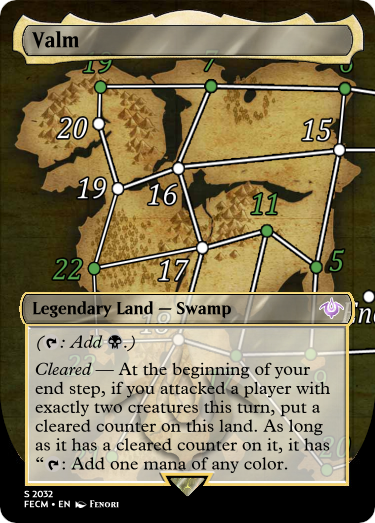 Valm
19 7 6
20
15
19
16
11
17
5
22
Legendary Land — Swamp
(T: Add B.)
Cleared — At the beginning of your
end step, if you attacked a player with
exactly two creatures this turn, put a
cleared counter on this land. As long
as it has a cleared counter on it, it has
“T: Add one mana of any color.
S 2032
FECM • EN Fenori